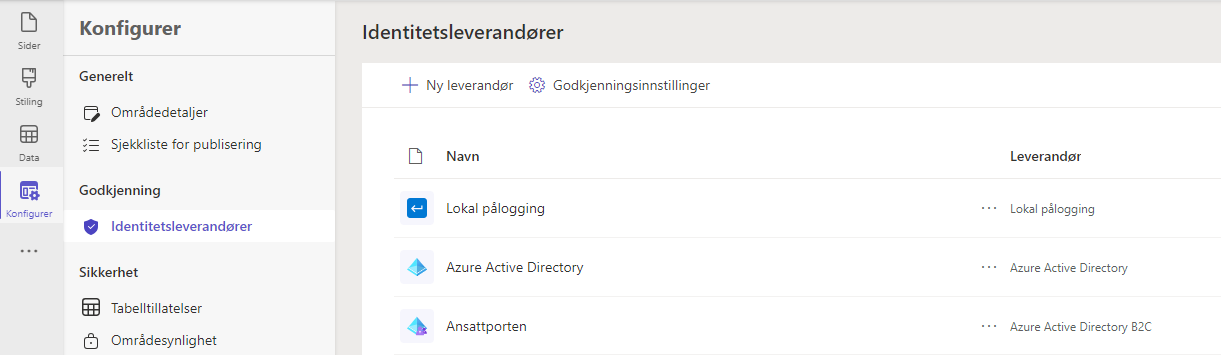 Sider
Stiling
Data
Konfigurer
Konfigurer
Generelt
Områdedetaljer
Sjekkliste for publisering
Godkjenning
Identitetsleverandører
Sikkerhet
Tabelltillatelser
Områdesynlighet
Identitetsleverandører
Ny leverandør Godkjenningsinnstillinger
Navn Leverandør
Lokal pålogging Lokal pålogging
Azure Active Directory Azure Active Directory
Ansattporten Azure Active Directory B2C